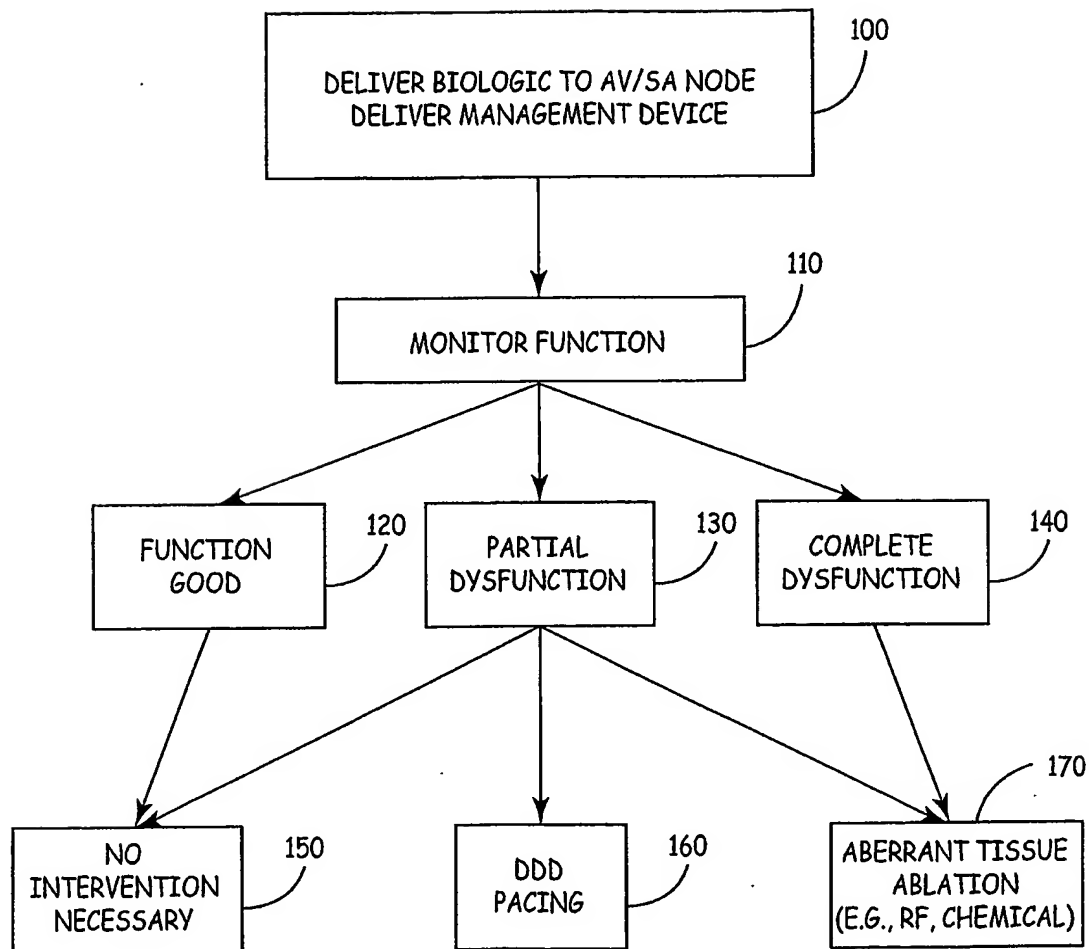 100
DELIVER BIOLOGIC TO AV/SA NODE
DELIVER MANAGEMENT DEVICE
110
MONITOR FUNCTION
FUNCTION
GOOD
120
PARTIAL
DYSFUNCTION
130
COMPLETE
DYSFUNCTION
140
NO
INTERVENTION
NECESSARY
150
DDD
PACING
160
170
ABERRANT TISSUE
ABLATION
(E.G., RF, CHEMICAL)